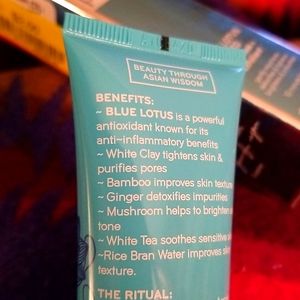 BEAUTY THROUGH
ASIAN WISDOM
BENEFITS:
~ BLUE LOTUS is a powerful
antioxidant known for its
anti-inflammatory benefits
~ White Clay tightens skin &
purifies pores
~ Bamboo improves skin texture
~ Ginger detoxifies impurities
~ Mushroom helps to brighten
tone
~ White Tea soothes sensitive
~Rice Bran Water improves
texture.
THE RITUAL: